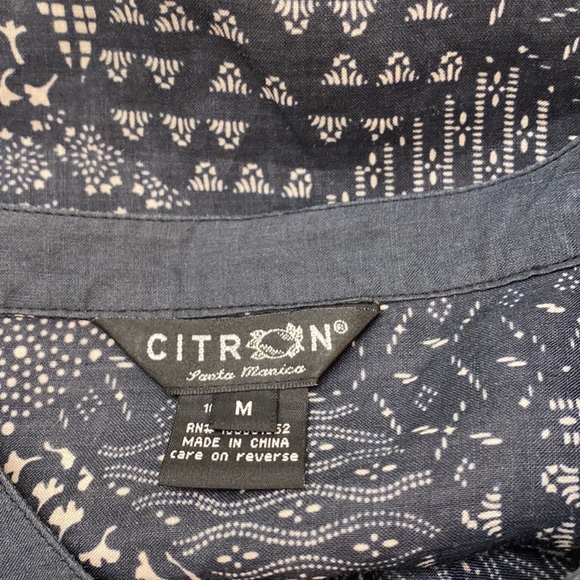 CITRON®
Santa Monica
M
MADE IN CHINA
care on reverse